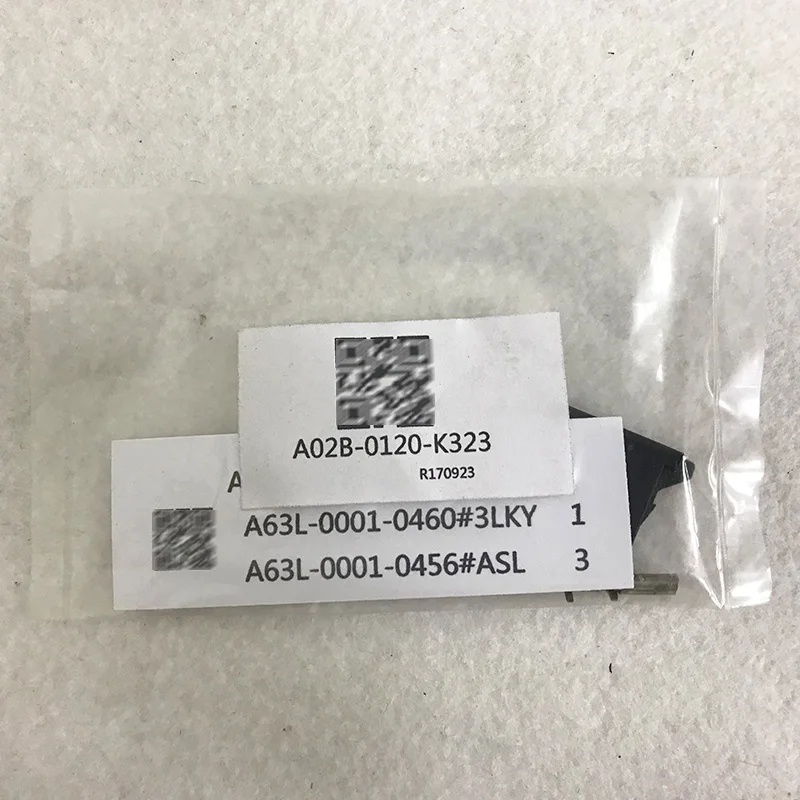 A02B-0120-K323
R170923
A
A63L-0001-0460#3LKY 1
A63L-0001-0456#ASL 3